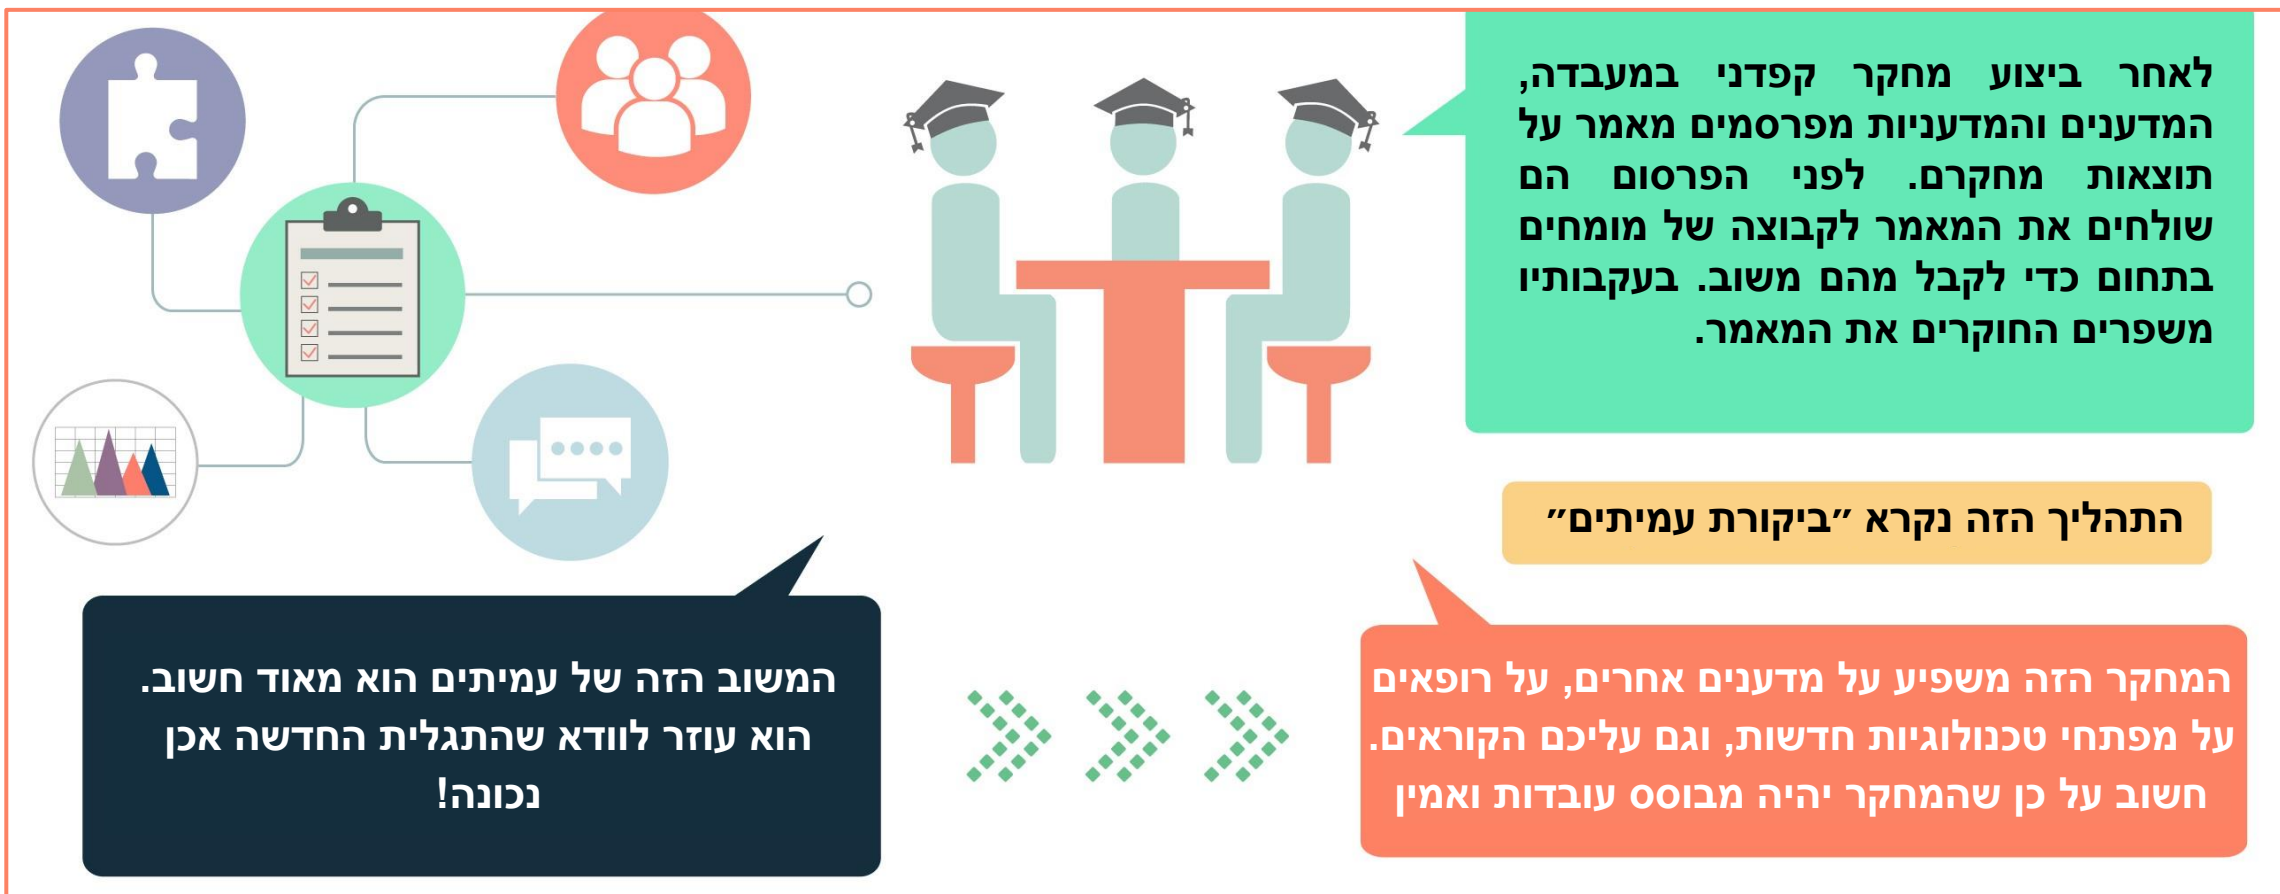 לאחר ביצוע מחקר קפדני במעבדה,
המדענים והמדעניות מפרסמים מאמר על
תוצאות מחקרם. לפני הפרסום הם
שולחים את המאמר לקבוצה של מומחים
בתחום כדי לקבל מהם משוב. בעקבותיו
משפרים החוקרים את המאמר.
התהליך הזה נקרא ״ביקורת עמיתים״
המחקר הזה משפיע על מדענים אחרים, על רופאים
על מפתחי טכנולוגיות חדשות, וגם עליכם הקוראים.
חשוב על כן שהמחקר יהיה מבוסס עובדות ואמין
המשוב הזה של עמיתים הוא מאוד חשוב.
הוא עוזר לוודא שהתגלית החדשה אכן
נכונה!